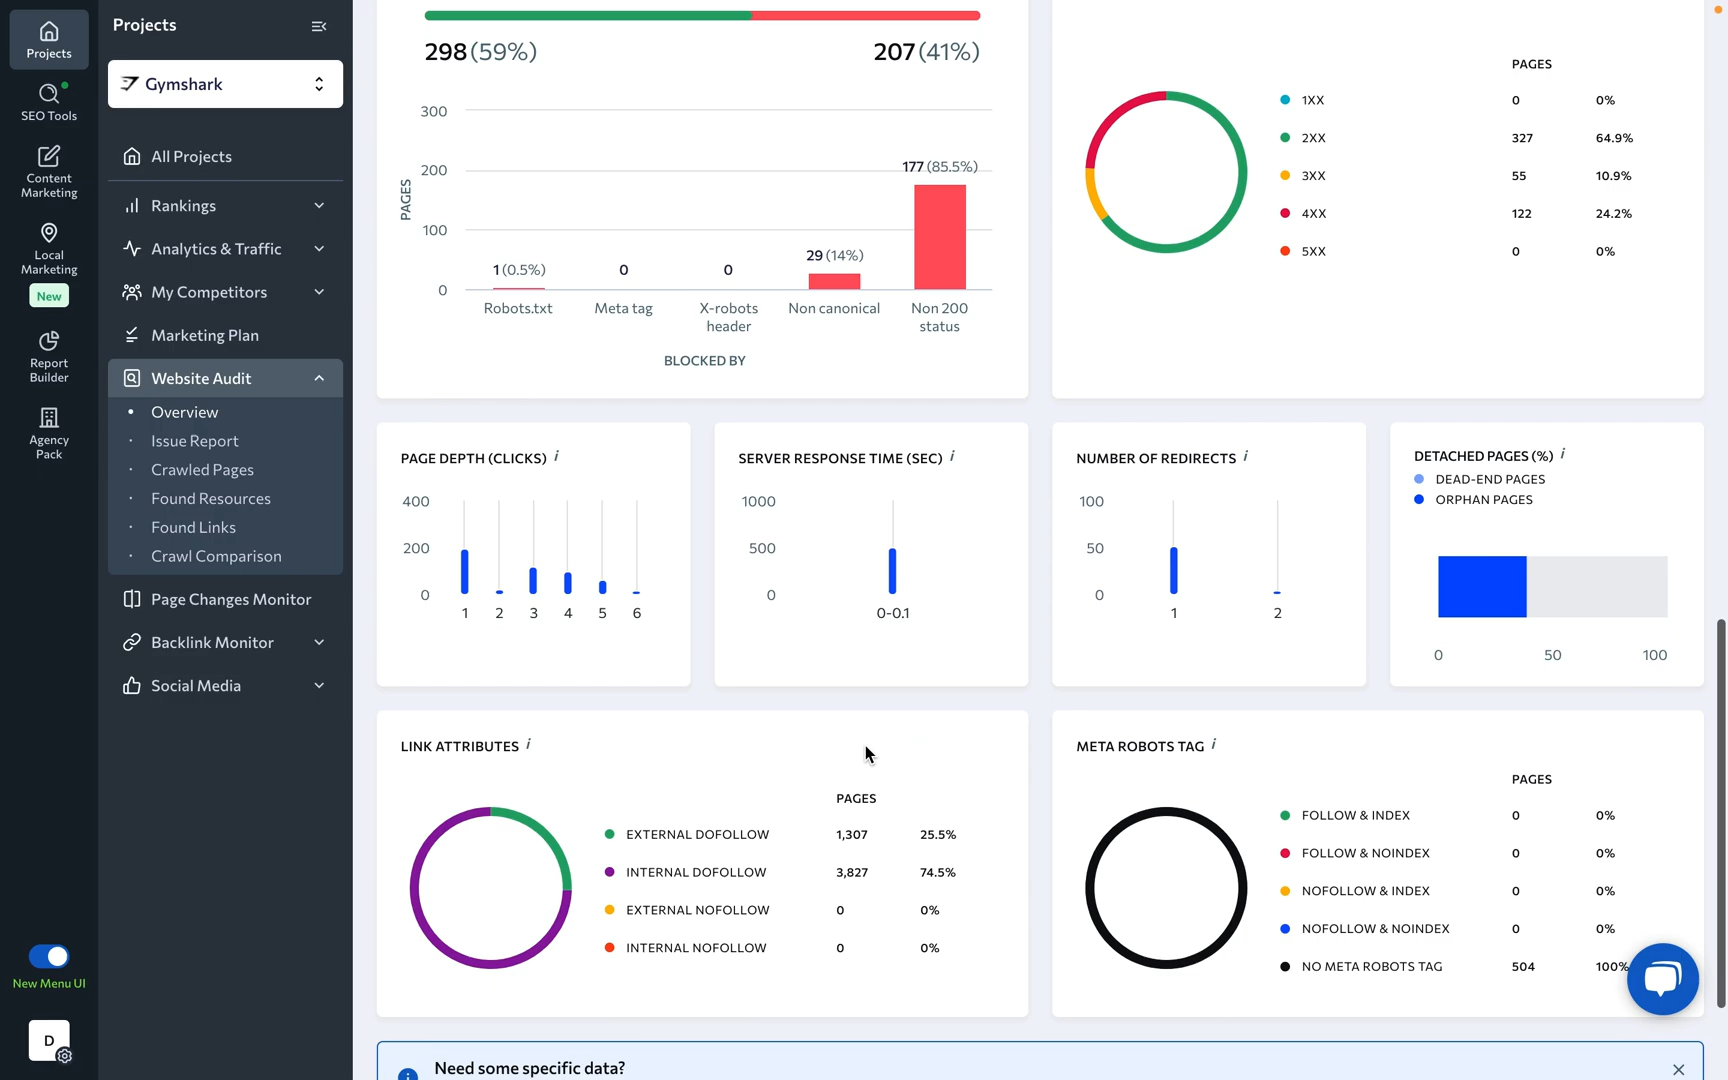 Projects
SEO Tools
Content
Marketing
Local
Marketing
New
Report
Builder
Agency
Pack
New Menu UI
D
Projects
Gymshark
All Projects
Rankings
Analytics & Traffic
My Competitors
Marketing Plan
Website Audit
Overview
Issue Report
Crawled Pages
Found Resources
Found Links
Crawl Comparison
Page Changes Monitor
Backlink Monitor
Social Media
298 (59%) 207 (41%)
300
200
100
0
PAGES
1 (0.5%) 0 0 29 (14%) 177 (85.5%)
Robots.txt Meta tag X-robots header Non canonical Non 200 status
BLOCKED BY
PAGES
1XX 0 0%
2XX 327 64.9%
3XX 55 10.9%
4XX 122 24.2%
5XX 0 0%
PAGE DEPTH (CLICKS) i
400
200
0
1 2 3 4 5 6
SERVER RESPONSE TIME (SEC) i
1000
500
0
0-0.1
NUMBER OF REDIRECTS i
100
50
0
1 2
DETACHED PAGES (%) i
DEAD-END PAGES
ORPHAN PAGES
0 50 100
LINK ATTRIBUTES i
PAGES
EXTERNAL DOFOLLOW 1,307 25.5%
INTERNAL DOFOLLOW 3,827 74.5%
EXTERNAL NOFOLLOW 0 0%
INTERNAL NOFOLLOW 0 0%
META ROBOTS TAG i
PAGES
FOLLOW & INDEX 0 0%
FOLLOW & NOINDEX 0 0%
NOFOLLOW & INDEX 0 0%
NOFOLLOW & NOINDEX 0 0%
NO META ROBOTS TAG 504 100%
Need some specific data?